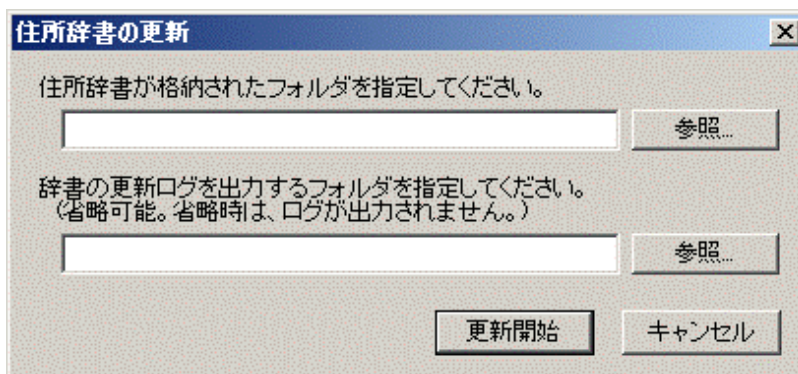 住所辞書の更新
住所辞書が格納されたフォルダを指定してください。
参照...
辞書の更新ログを出力するフォルダを指定してください。
(省略可能。省略時は、ログが出力されません。)
参照...
更新開始
キャンセル